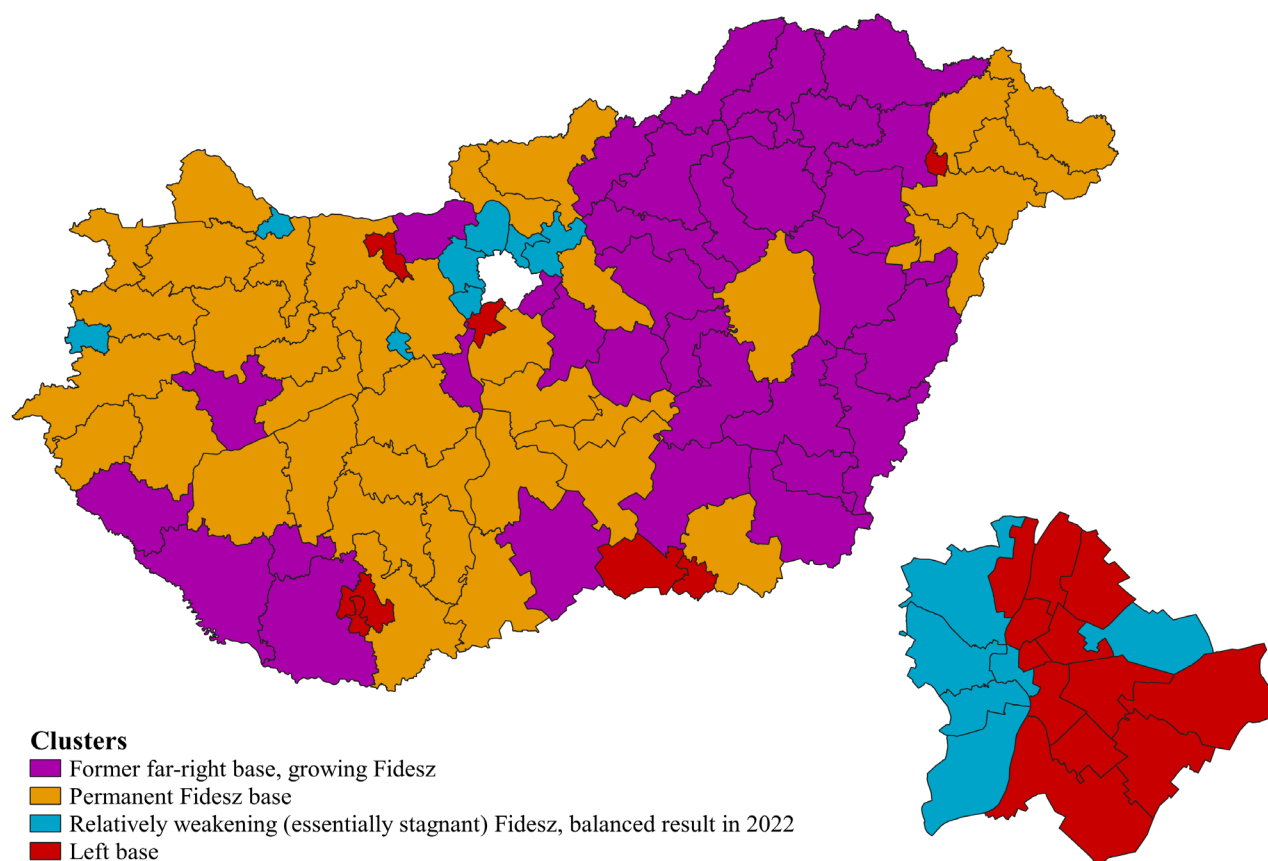 Clusters
Former far-right base, growing Fidesz
Permanent Fidesz base
Relatively weakening (essentially stagnant) Fidesz, balanced result in 2022
Left base